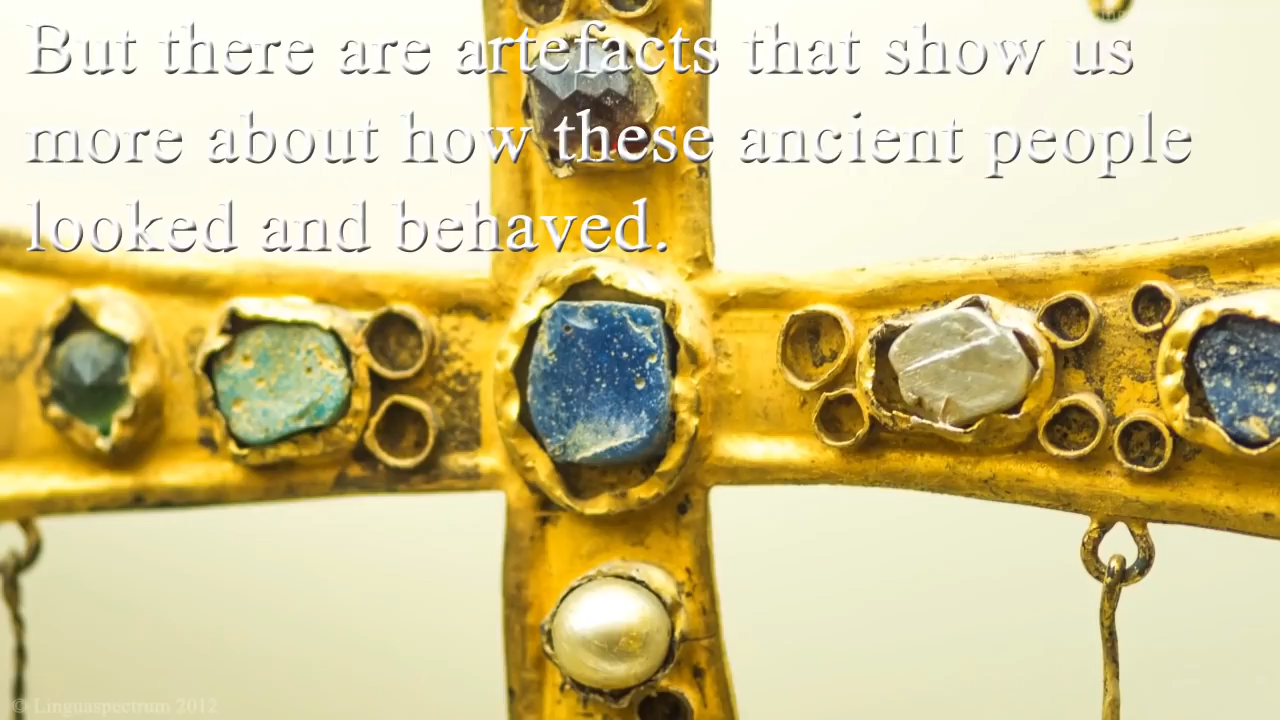 But there are artefacts that show us
more about how these ancient people
looked and behaved.
© Linguaspectrum 2012